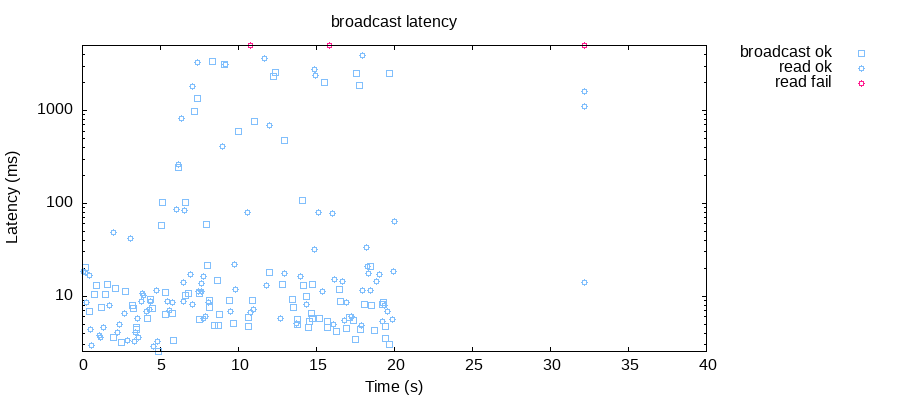 broadcast latency
broadcast ok
read ok
read fail
1000
100
10
Latency (ms)
0 5 10 15 20 25 30 35 40
Time (s)